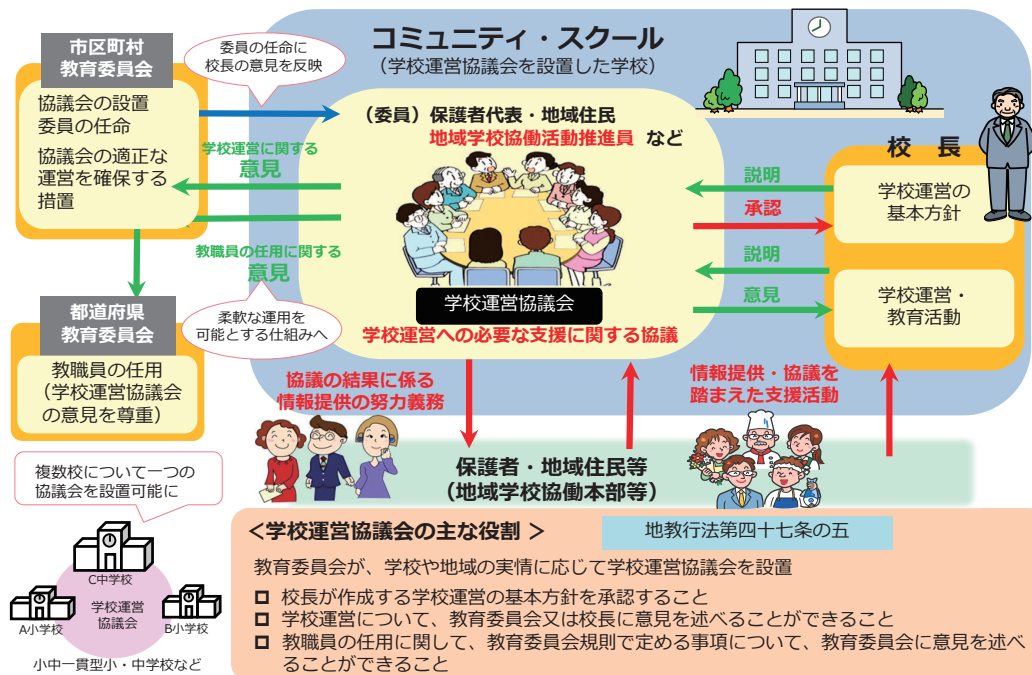 コミュニティ・スクール
（学校運営協議会を設置した学校）
市区町村
教育委員会
協議会の設置
委員の任命
協議会の適正な
運営を確保する
措置
委員の任命に
校長の意見を反映
学校運営に関する
意見
教職員の任用に関する
意見
柔軟な運用を
可能とする仕組みへ
都道府県
教育委員会
教職員の任用
（学校運営協議会
の意見を尊重）
（委員）保護者代表・地域住民
地域学校協働活動推進員 など
学校運営協議会
学校運営への必要な支援に関する協議
校　長
学校運営の
基本方針
説明
承認
説明
意見
学校運営・
教育活動
協議の結果に係る
情報提供の努力義務
情報提供・協議を
踏まえた支援活動
保護者・地域住民等
（地域学校協働本部等）
複数校について一つの
協議会を設置可能に
C中学校
学校運営
協議会
A小学校
B小学校
小中一貫型小・中学校など
＜学校運営協議会の主な役割 ＞
地教行法第四十七条の五
教育委員会が、学校や地域の実情に応じて学校運営協議会を設置
校長が作成する学校運営の基本方針を承認すること
学校運営について、教育委員会又は校長に意見を述べることができること
教職員の任用に関して、教育委員会規則で定める事項について、教育委員会に意見を述べ
ることができること